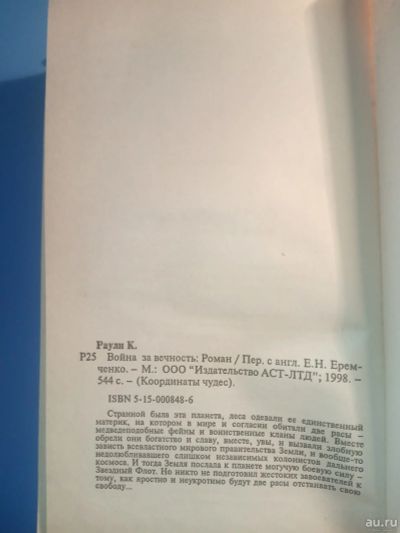 Раули К.
Р25 Война за вечность: Роман / Пер. с англ. Е.Н. Ерем-
ченко. – М.: ООО "Издательство АСТ-ЛТД"; 1998. –
544 с. – (Координаты чудес).
ISBN 5-15-000848-6
Странной была эта планета, леса одевали ее единственный
материк, на котором в мире и согласии обитали две расы –
медведеподобные фейны и воинственные кланы людей. Вместе
обрели они богатство и славу, вместе, увы, и вызвали злобную
зависть всевластного мирового правительства Земли, и вообще-то
недолюбливавшего слишком независимых колонистов дальнего
космоса. И тогда Земля послала к планете могучую боевую силу –
Звездный Флот. Но никто не подготовил жестоких завоевателей к
тому, как яростно и неукротимо будут две расы отстаивать свою
свободу...
au.ru